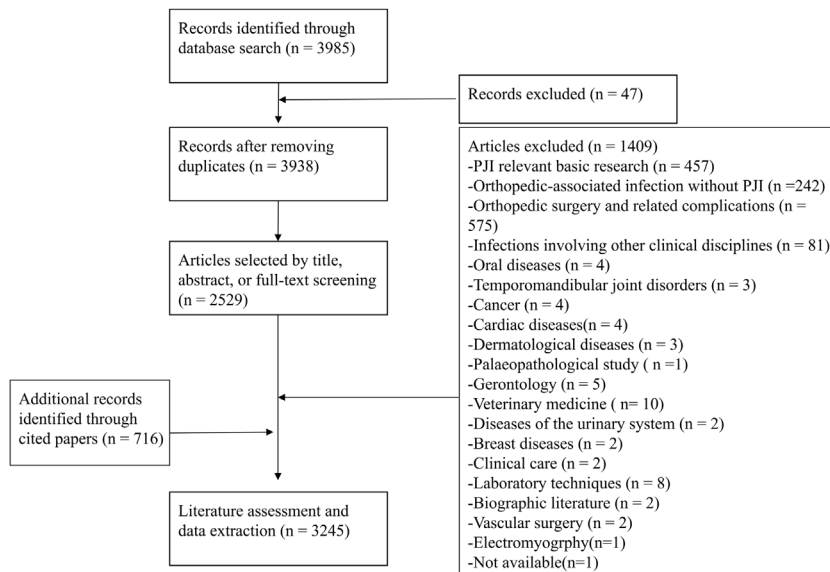 Records identified through
database search (n = 3985)
Records excluded (n = 47)
Records after removing
duplicates (n = 3938)
Articles excluded (n = 1409)
-PJI relevant basic research (n = 457)
-Orthopedic-associated infection without PJI (n =242)
-Orthopedic surgery and related complications (n =
575)
-Infections involving other clinical disciplines (n = 81)
-Oral diseases (n = 4)
-Temporomandibular joint disorders (n = 3)
-Cancer (n = 4)
-Cardiac diseases(n = 4)
-Dermatological diseases (n = 3)
-Palaeopathological study ( n =1)
-Gerontology (n = 5)
-Veterinary medicine ( n= 10)
-Diseases of the urinary system (n = 2)
-Breast diseases (n = 2)
-Clinical care (n = 2)
-Laboratory techniques (n = 8)
-Biographic literature (n = 2)
-Vascular surgery (n = 2)
-Electromyogrphy(n=1)
-Not available(n=1)
Articles selected by title,
abstract, or full-text screening
(n = 2529)
Additional records
identified through
cited papers (n = 716)
Literature assessment and
data extraction (n = 3245)